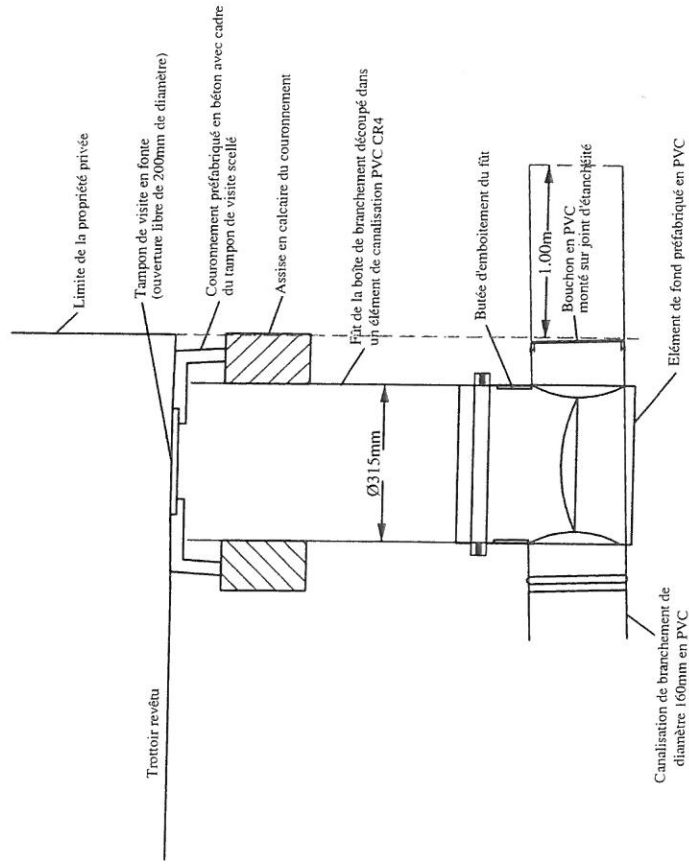 Limite de la propriété privée
Tampon de visite en fonte
(ouverture libre de 200mm de diamètre)
Couronnement préfabriqué en béton avec cadre
du tampon de visite scellé
Assise en calcaire du couronnement
Fût de la boîte de branchement découpé dans
un élément de canalisation PVC CR4
Trottoir revêtu
Ø315mm
Butée d'emboitement du fût
1.00m
Bouchon en PVC
monté sur joint d'étanchéité
Canalisation de branchement de
diamètre 160mm en PVC
Elément de fond préfabriqué en PVC